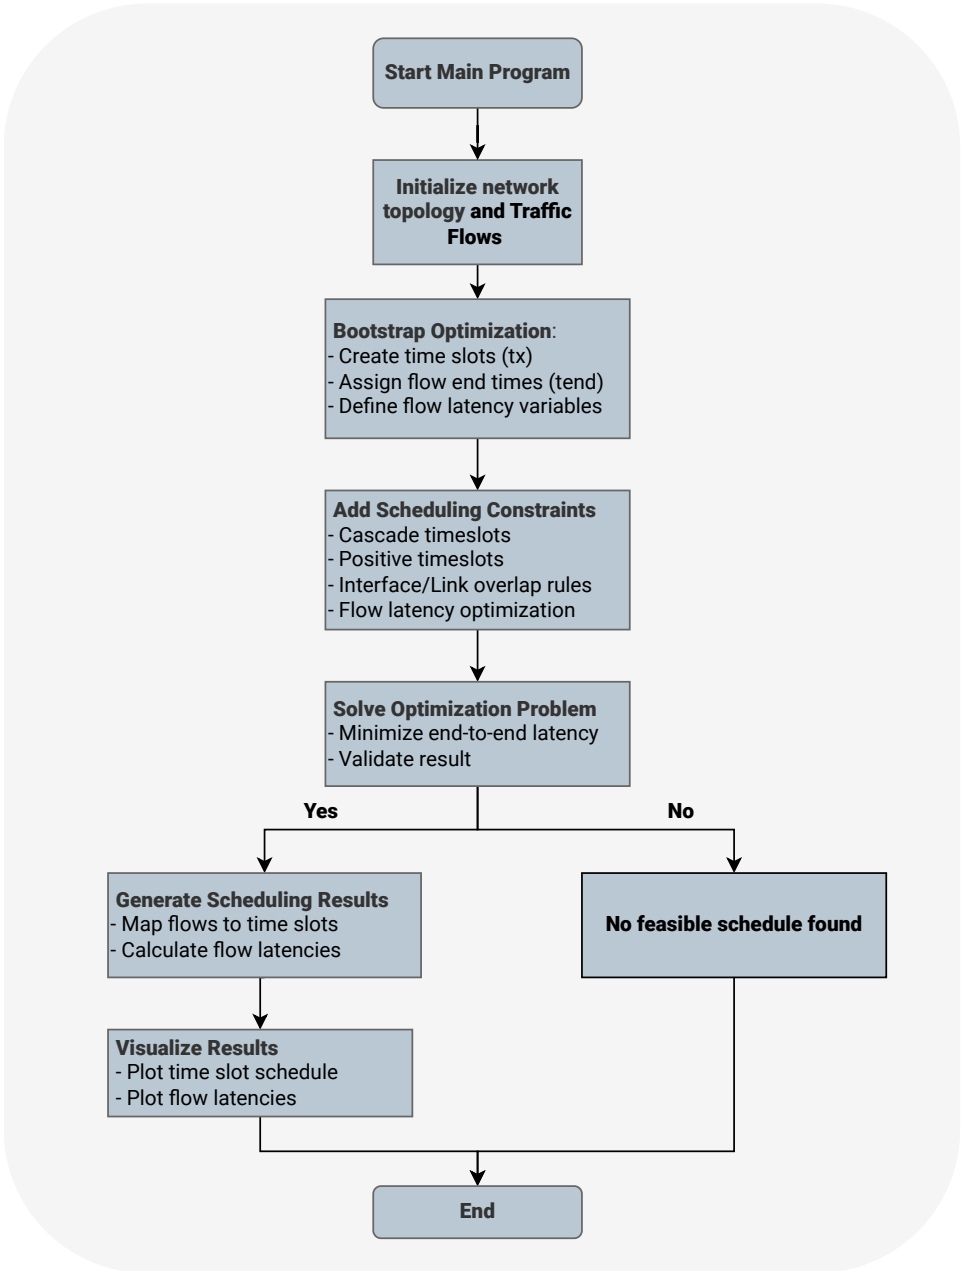 Start Main Program
Initialize network
topology and Traffic
Flows
Bootstrap Optimization:
- Create time slots (tx)
- Assign flow end times (tend)
- Define flow latency variables
Add Scheduling Constraints
- Cascade timeslots
- Positive timeslots
- Interface/Link overlap rules
- Flow latency optimization
Solve Optimization Problem
- Minimize end-to-end latency
- Validate result
Yes
No
Generate Scheduling Results
- Map flows to time slots
- Calculate flow latencies
No feasible schedule found
Visualize Results
- Plot time slot schedule
- Plot flow latencies
End